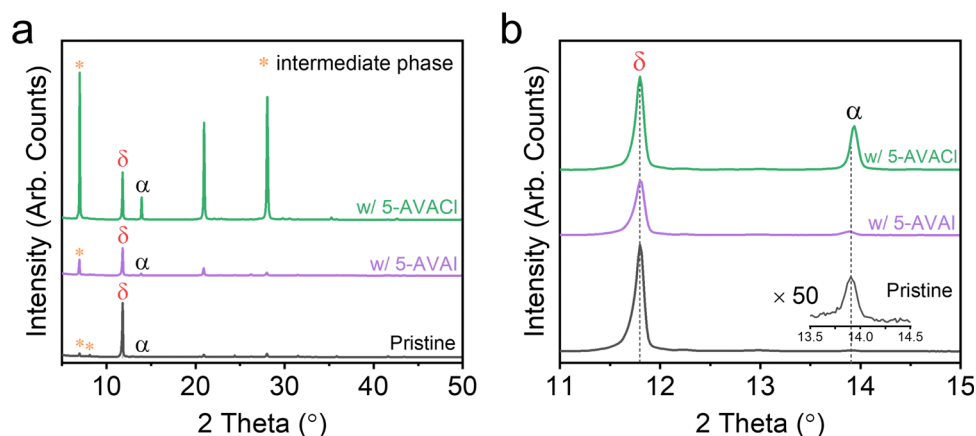 a
Intensity (Arb. Counts)
* * intermediate phase
δ
α
w/ 5-AVACl
δ
* α
w/ 5-AVAI
δ
* * α
Pristine
10 20 30 40 50
2 Theta (°)
b
Intensity (Arb. Counts)
δ
α
w/ 5-AVACl
w/ 5-AVAI
× 50 Pristine
13.5 14.0 14.5
11 12 13 14 15
2 Theta (°)